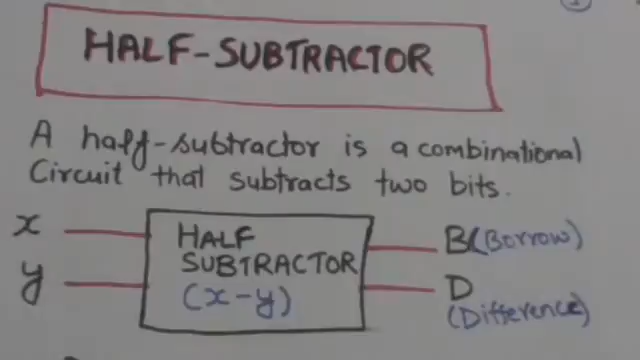 HALF-SUBTRACTOR
A half-subtractor is a combinational
Circuit that subtracts two bits.
x
y
HALF
SUBTRACTOR
(x-y)
B(Borrow)
D
(Difference)